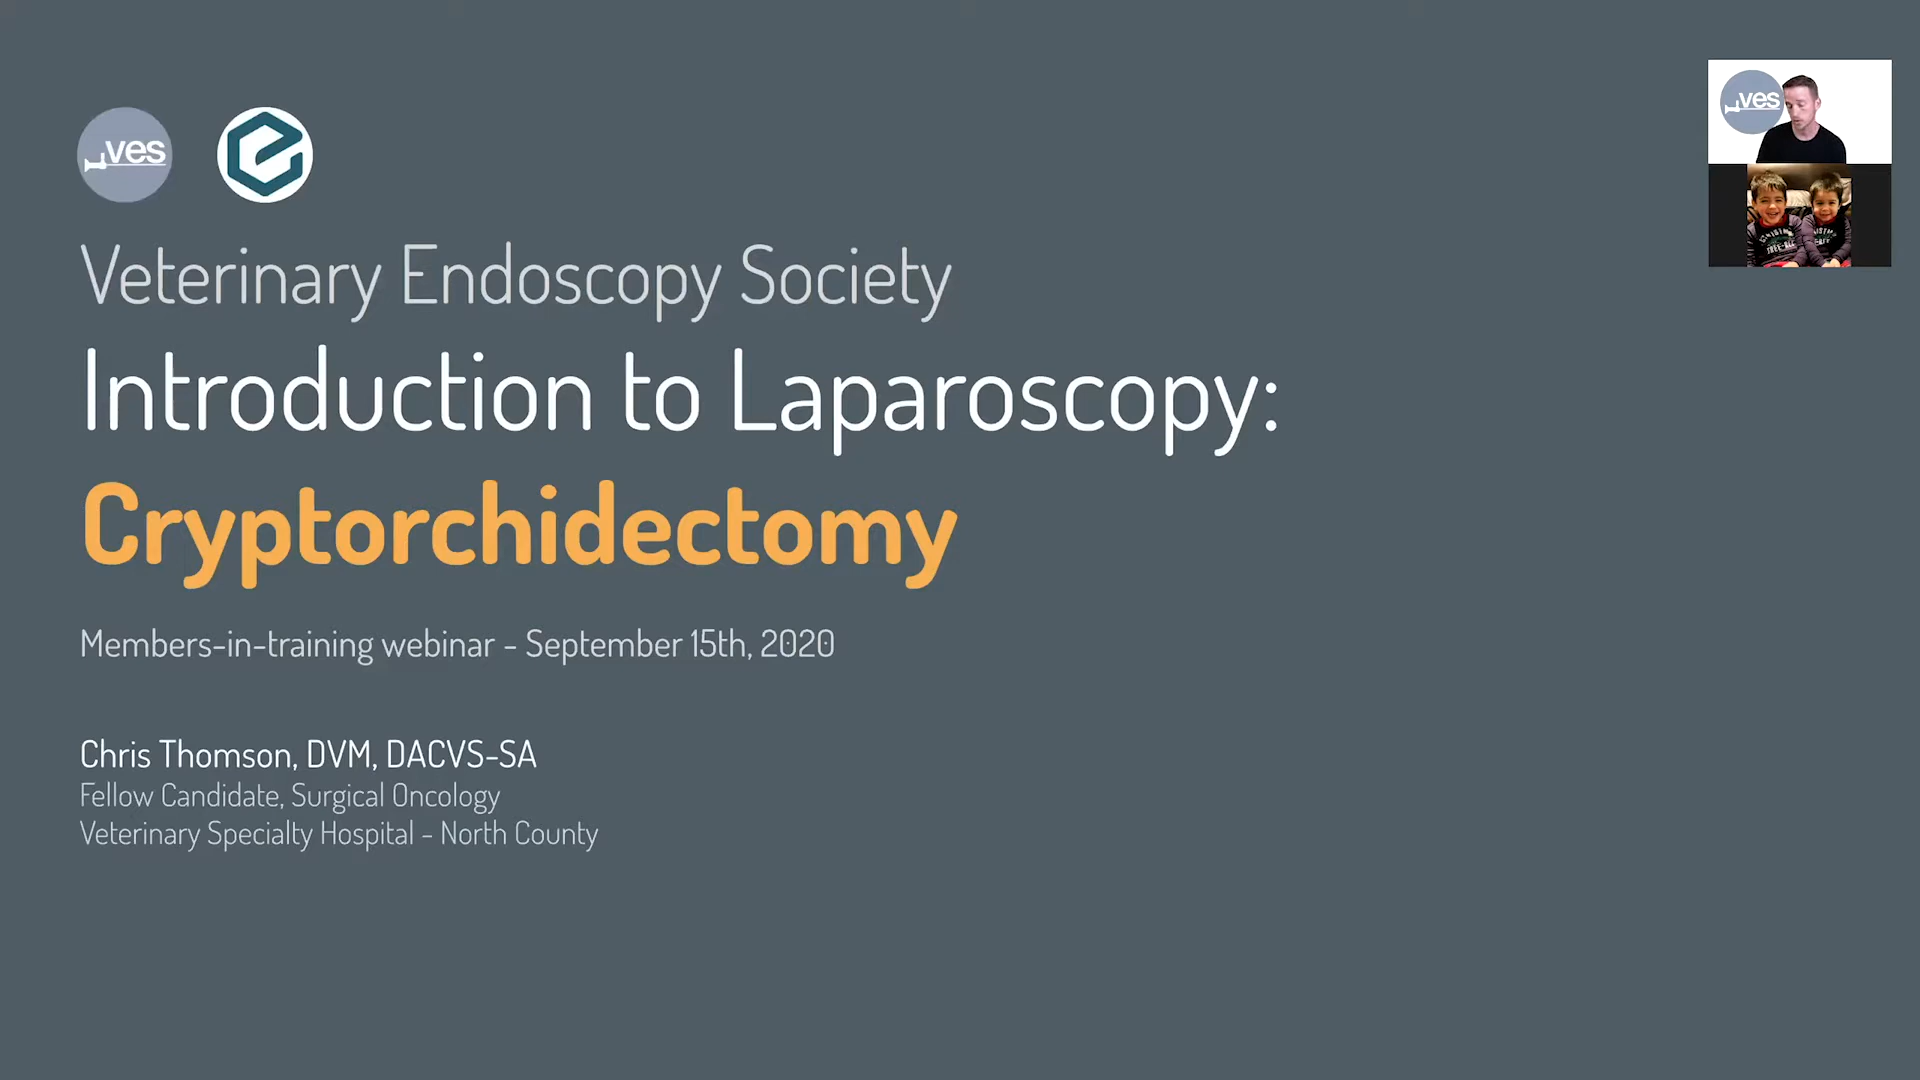 ves
Veterinary Endoscopy Society
Introduction to Laparoscopy:
Cryptorchidectomy
Members-in-training webinar - September 15th, 2020
Chris Thomson, DVM, DACVS-SA
Fellow Candidate, Surgical Oncology
Veterinary Specialty Hospital - North County
ves